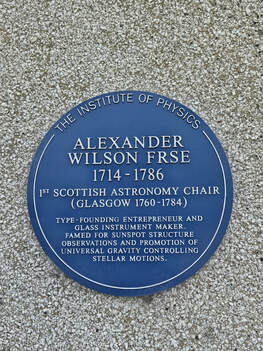 THE INSTITUTE OF PHYSICS
ALEXANDER
WILSON FRSE
1714 - 1786
1ST SCOTTISH ASTRONOMY CHAIR
(GLASGOW 1760-1784)
TYPE-FOUNDING ENTREPRENEUR AND
GLASS INSTRUMENT MAKER.
FAMED FOR SUNSPOT STRUCTURE
OBSERVATIONS AND PROMOTION OF
UNIVERSAL GRAVITY CONTROLLING
STELLAR MOTIONS.